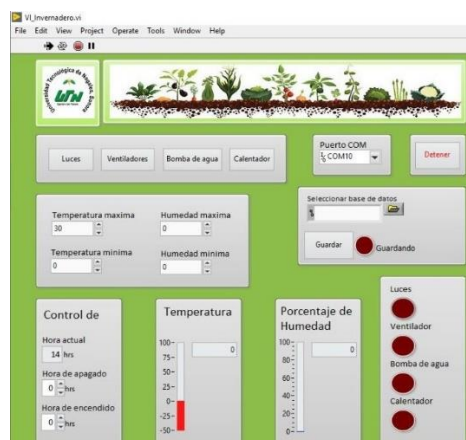 VI_Invernadero.vi
File Edit View Project Operate Tools Window Help
Universidad Tecnológica de
UTN
Luces Ventiladores Bomba de agua Calentador
Puerto COM
COM10
Detener
Temperatura maxima
30
Humedad maxima
0
Temperatura minima
0
Humedad minima
0
Seleccionar base de datos
Guardar
Guardando
Control de
Hora actual
14 hrs
Hora de apagado
0 hrs
Hora de encendido
0 hrs
Temperatura
0
100-
75-
50-
25-
0-
-25-
-50-
Porcentaje de
Humedad
0
100-
80-
60-
40-
20-
Luces
Ventilador
Bomba de agua
Calentador